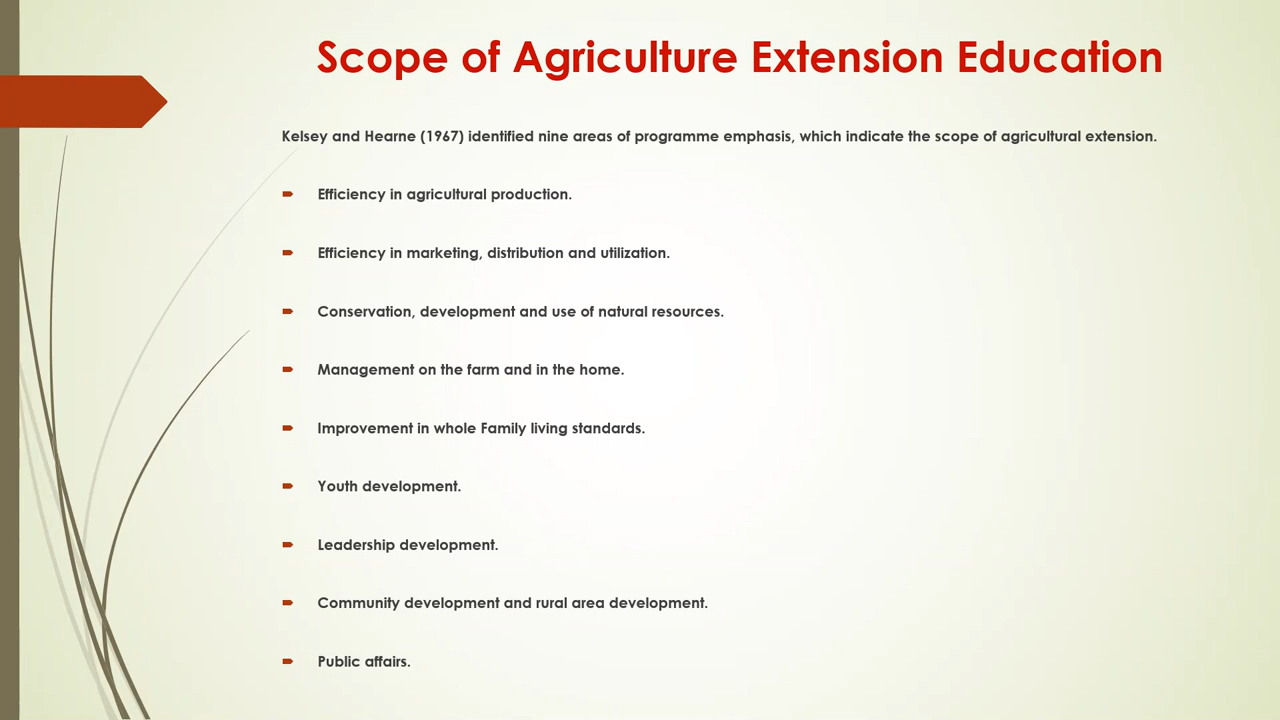 Scope of Agriculture Extension Education
Kelsey and Hearne (1967) identified nine areas of programme emphasis, which indicate the scope of agricultural extension.
Efficiency in agricultural production.
Efficiency in marketing, distribution and utilization.
Conservation, development and use of natural resources.
Management on the farm and in the home.
Improvement in whole Family living standards.
Youth development.
Leadership development.
Community development and rural area development.
Public affairs.